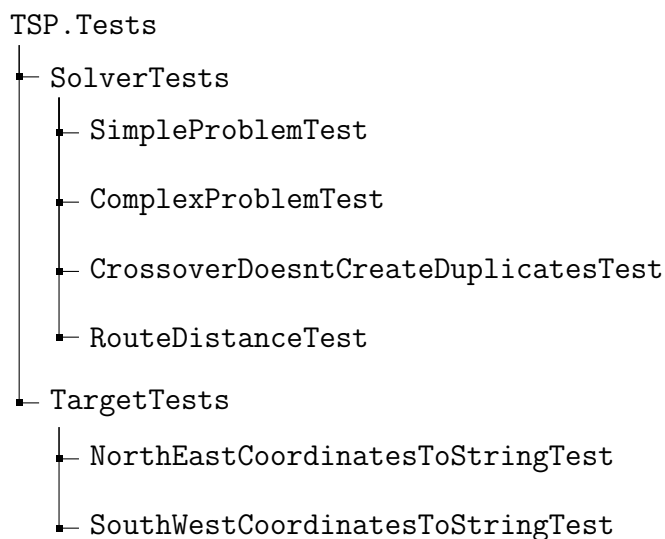 TSP.Tests
SolverTests
SimpleProblemTest
ComplexProblemTest
CrossoverDoesntCreateDuplicatesTest
RouteDistanceTest
TargetTests
NorthEastCoordinatesToStringTest
SouthWestCoordinatesToStringTest